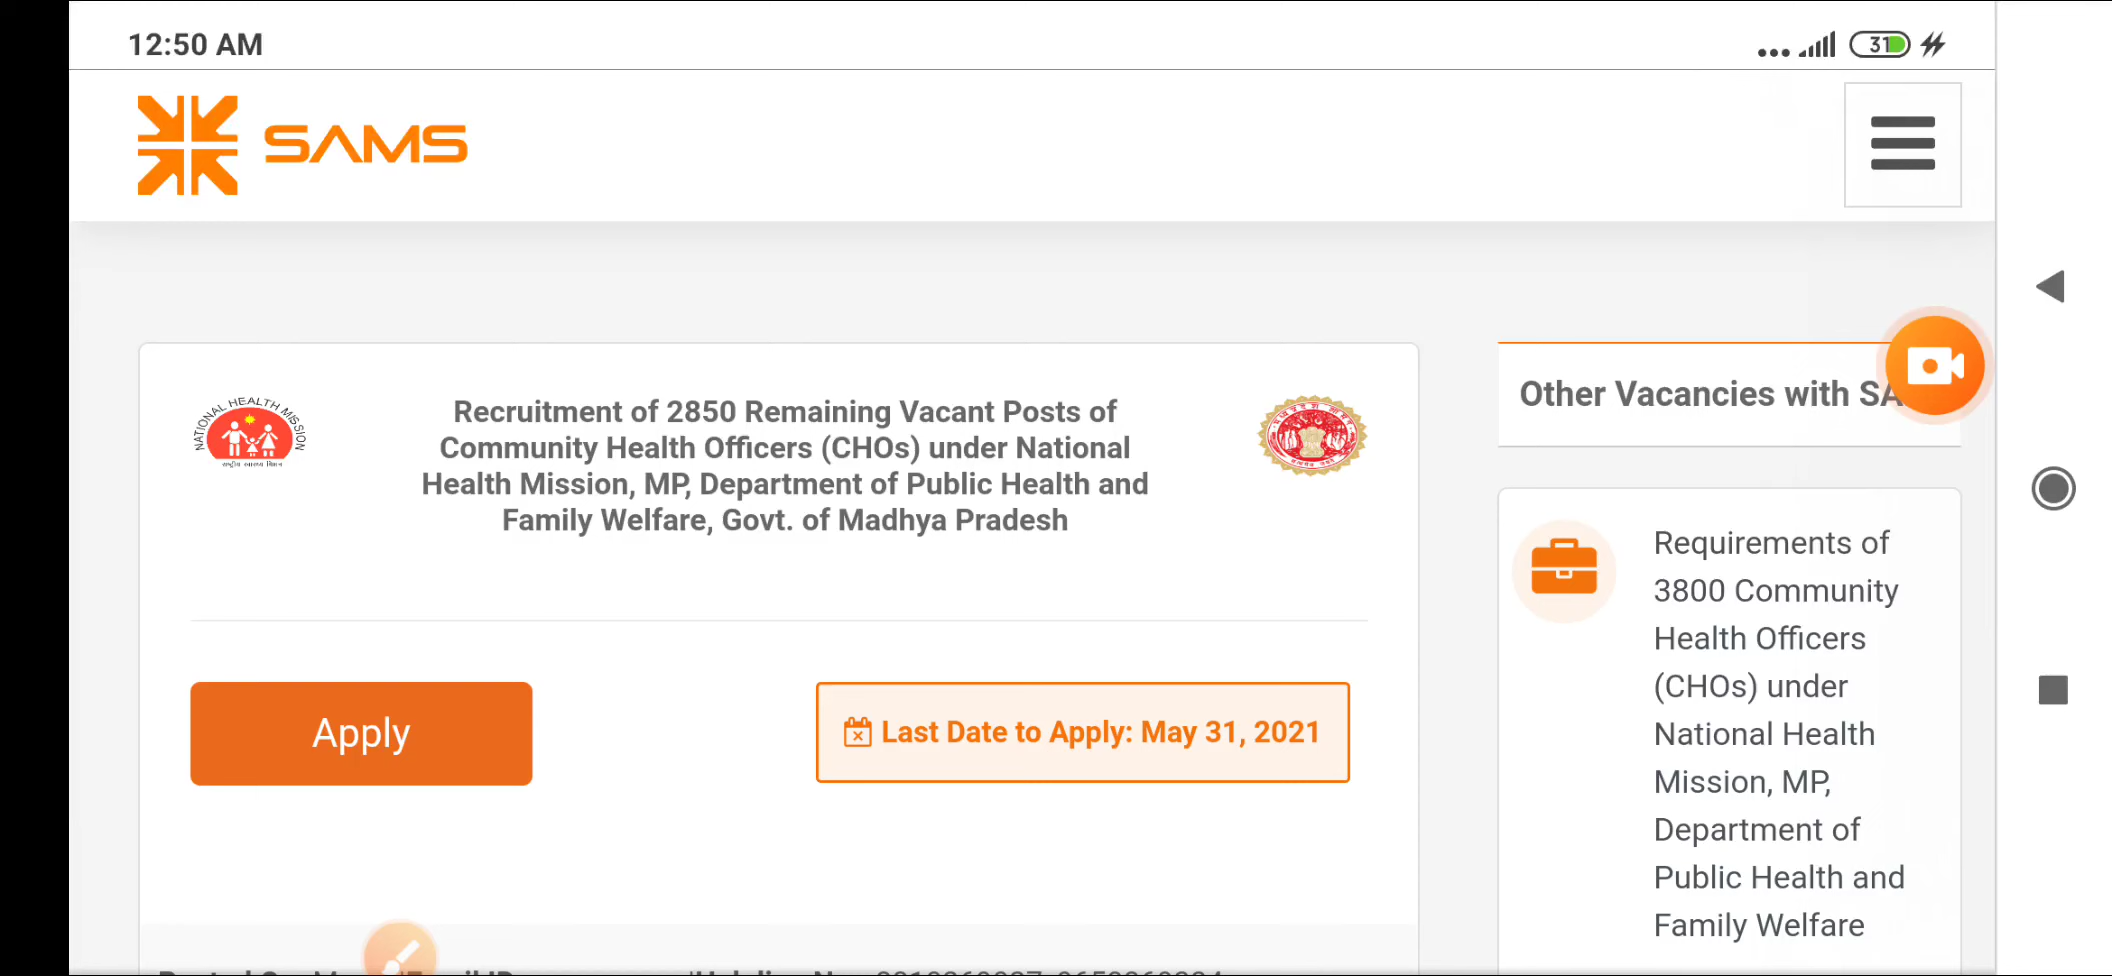 12:50 AM
31
SAMS
NATIONAL HEALTH MISSION
Recruitment of 2850 Remaining Vacant Posts of
Community Health Officers (CHOs) under National
Health Mission, MP, Department of Public Health and
Family Welfare, Govt. of Madhya Pradesh
Apply
Last Date to Apply: May 31, 2021
Other Vacancies with SA
Requirements of
3800 Community
Health Officers
(CHOs) under
National Health
Mission, MP,
Department of
Public Health and
Family Welfare